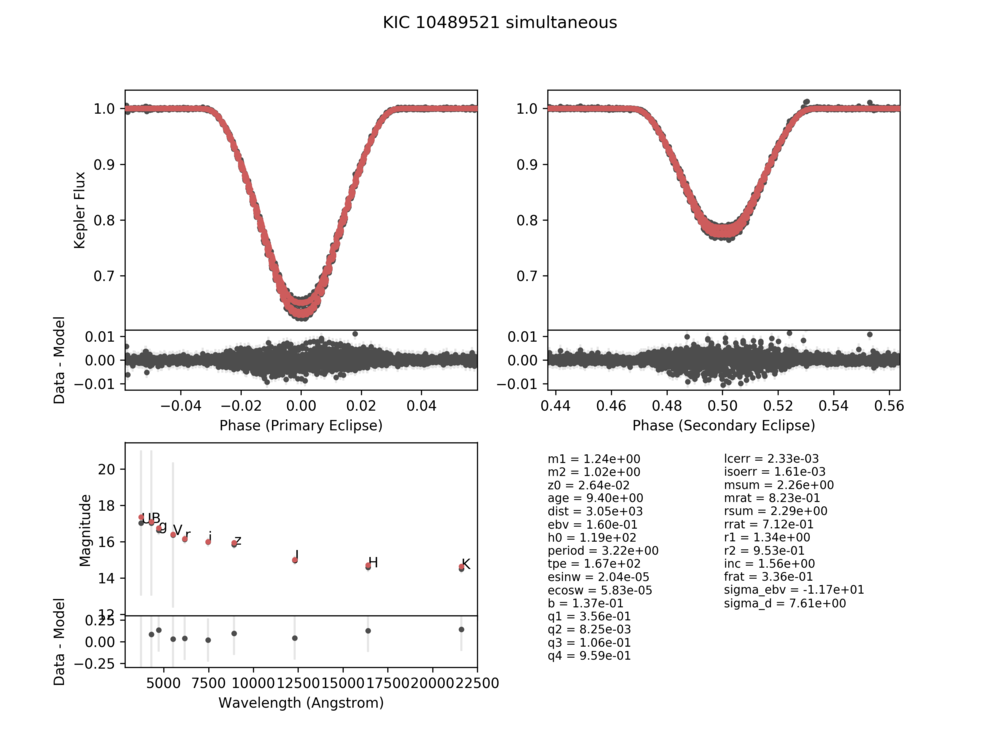 KIC 10489521 simultaneous
1.0
0.9
0.8
0.7
Kepler Flux
0.01
0.00
−0.01
Data - Model
−0.04 −0.02 0.00 0.02 0.04
Phase (Primary Eclipse)
1.0
0.9
0.8
0.7
0.01
0.00
−0.01
0.44 0.46 0.48 0.50 0.52 0.54 0.56
Phase (Secondary Eclipse)
20
18
16
14
12
Magnitude
U B g V r i z J H K
0.25
0.00
−0.25
Data - Model
5000 7500 10000 12500 15000 17500 20000 22500
Wavelength (Angstrom)
m1 = 1.24e+00
m2 = 1.02e+00
z0 = 2.64e-02
age = 9.40e+00
dist = 3.05e+03
ebv = 1.60e-01
h0 = 1.19e+02
period = 3.22e+00
tpe = 1.67e+02
esinw = 2.04e-05
ecosw = 5.83e-05
b = 1.37e-01
q1 = 3.56e-01
q2 = 8.25e-03
q3 = 1.06e-01
q4 = 9.59e-01
lcerr = 2.33e-03
isoerr = 1.61e-03
msum = 2.26e+00
mrat = 8.23e-01
rsum = 2.29e+00
rrat = 7.12e-01
r1 = 1.34e+00
r2 = 9.53e-01
inc = 1.56e+00
frat = 3.36e-01
sigma_ebv = -1.17e+01
sigma_d = 7.61e+00